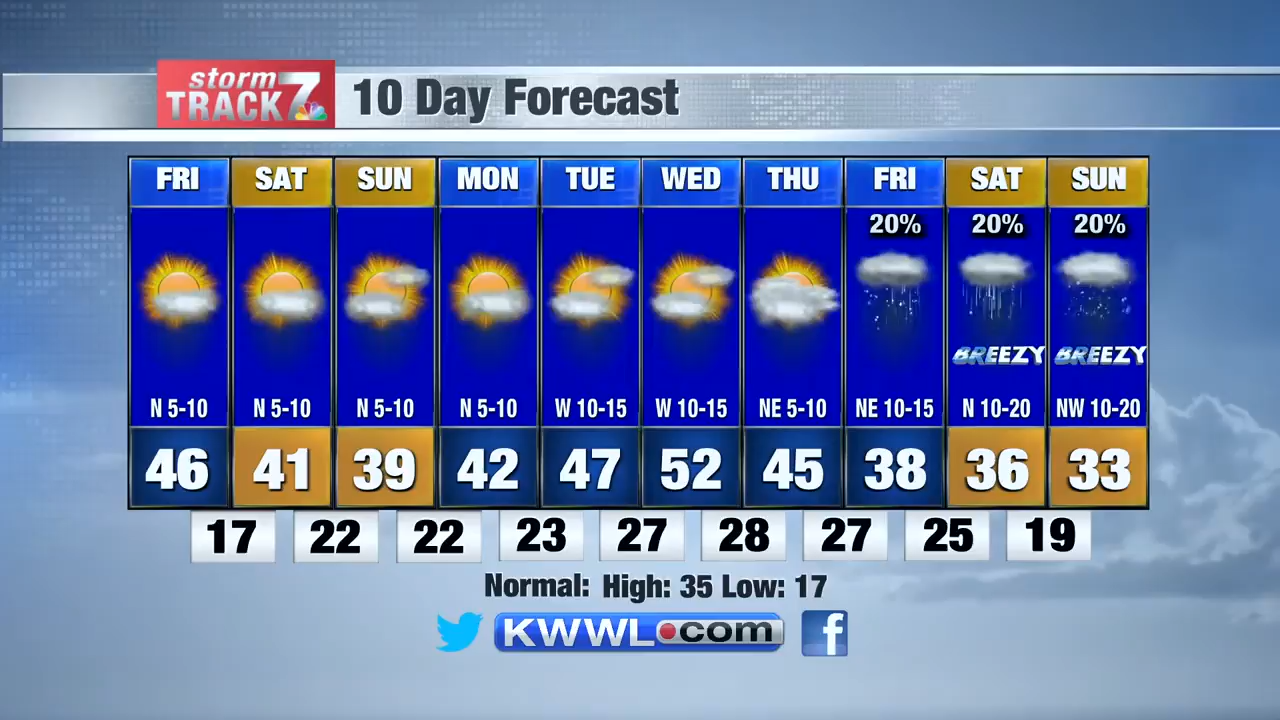 storm
TRACK 7
10 Day Forecast
FRI SAT SUN MON TUE WED THU FRI SAT SUN
20% 20% 20%
BREEZY BREEZY
N 5-10 N 5-10 N 5-10 N 5-10 W 10-15 W 10-15 NE 5-10 NE 10-15 N 10-20 NW 10-20
46 41 39 42 47 52 45 38 36 33
17 22 22 23 27 28 27 25 19
Normal: High: 35 Low: 17
KWWL.com f